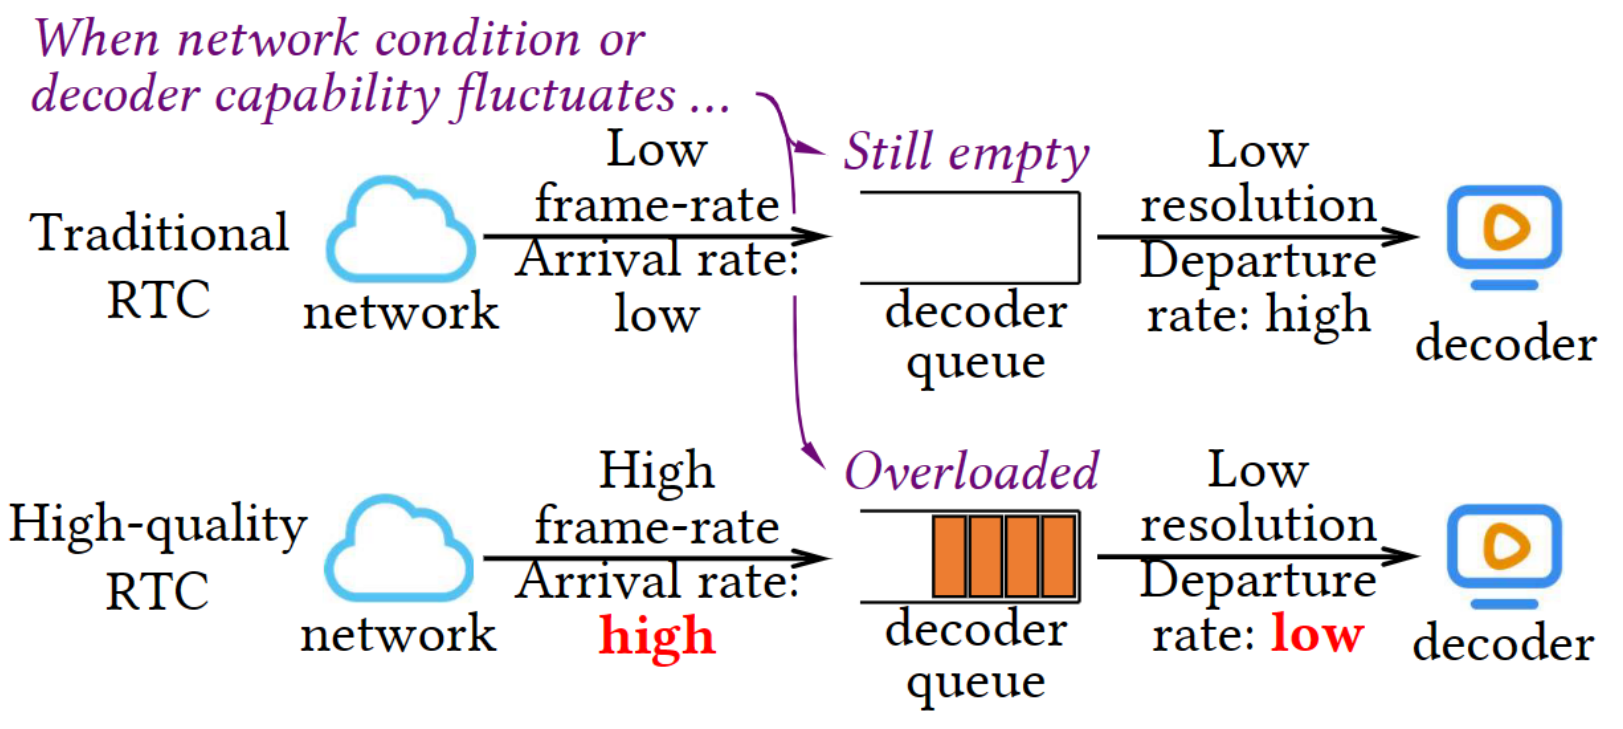 When network condition or
decoder capability fluctuates ...
Traditional
RTC
network
Low
frame-rate
Arrival rate:
low
Still empty
decoder
queue
Low
resolution
Departure
rate: high
decoder
High-quality
RTC
network
High
frame-rate
Arrival rate:
high
Overloaded
decoder
queue
Low
resolution
Departure
rate: low
decoder